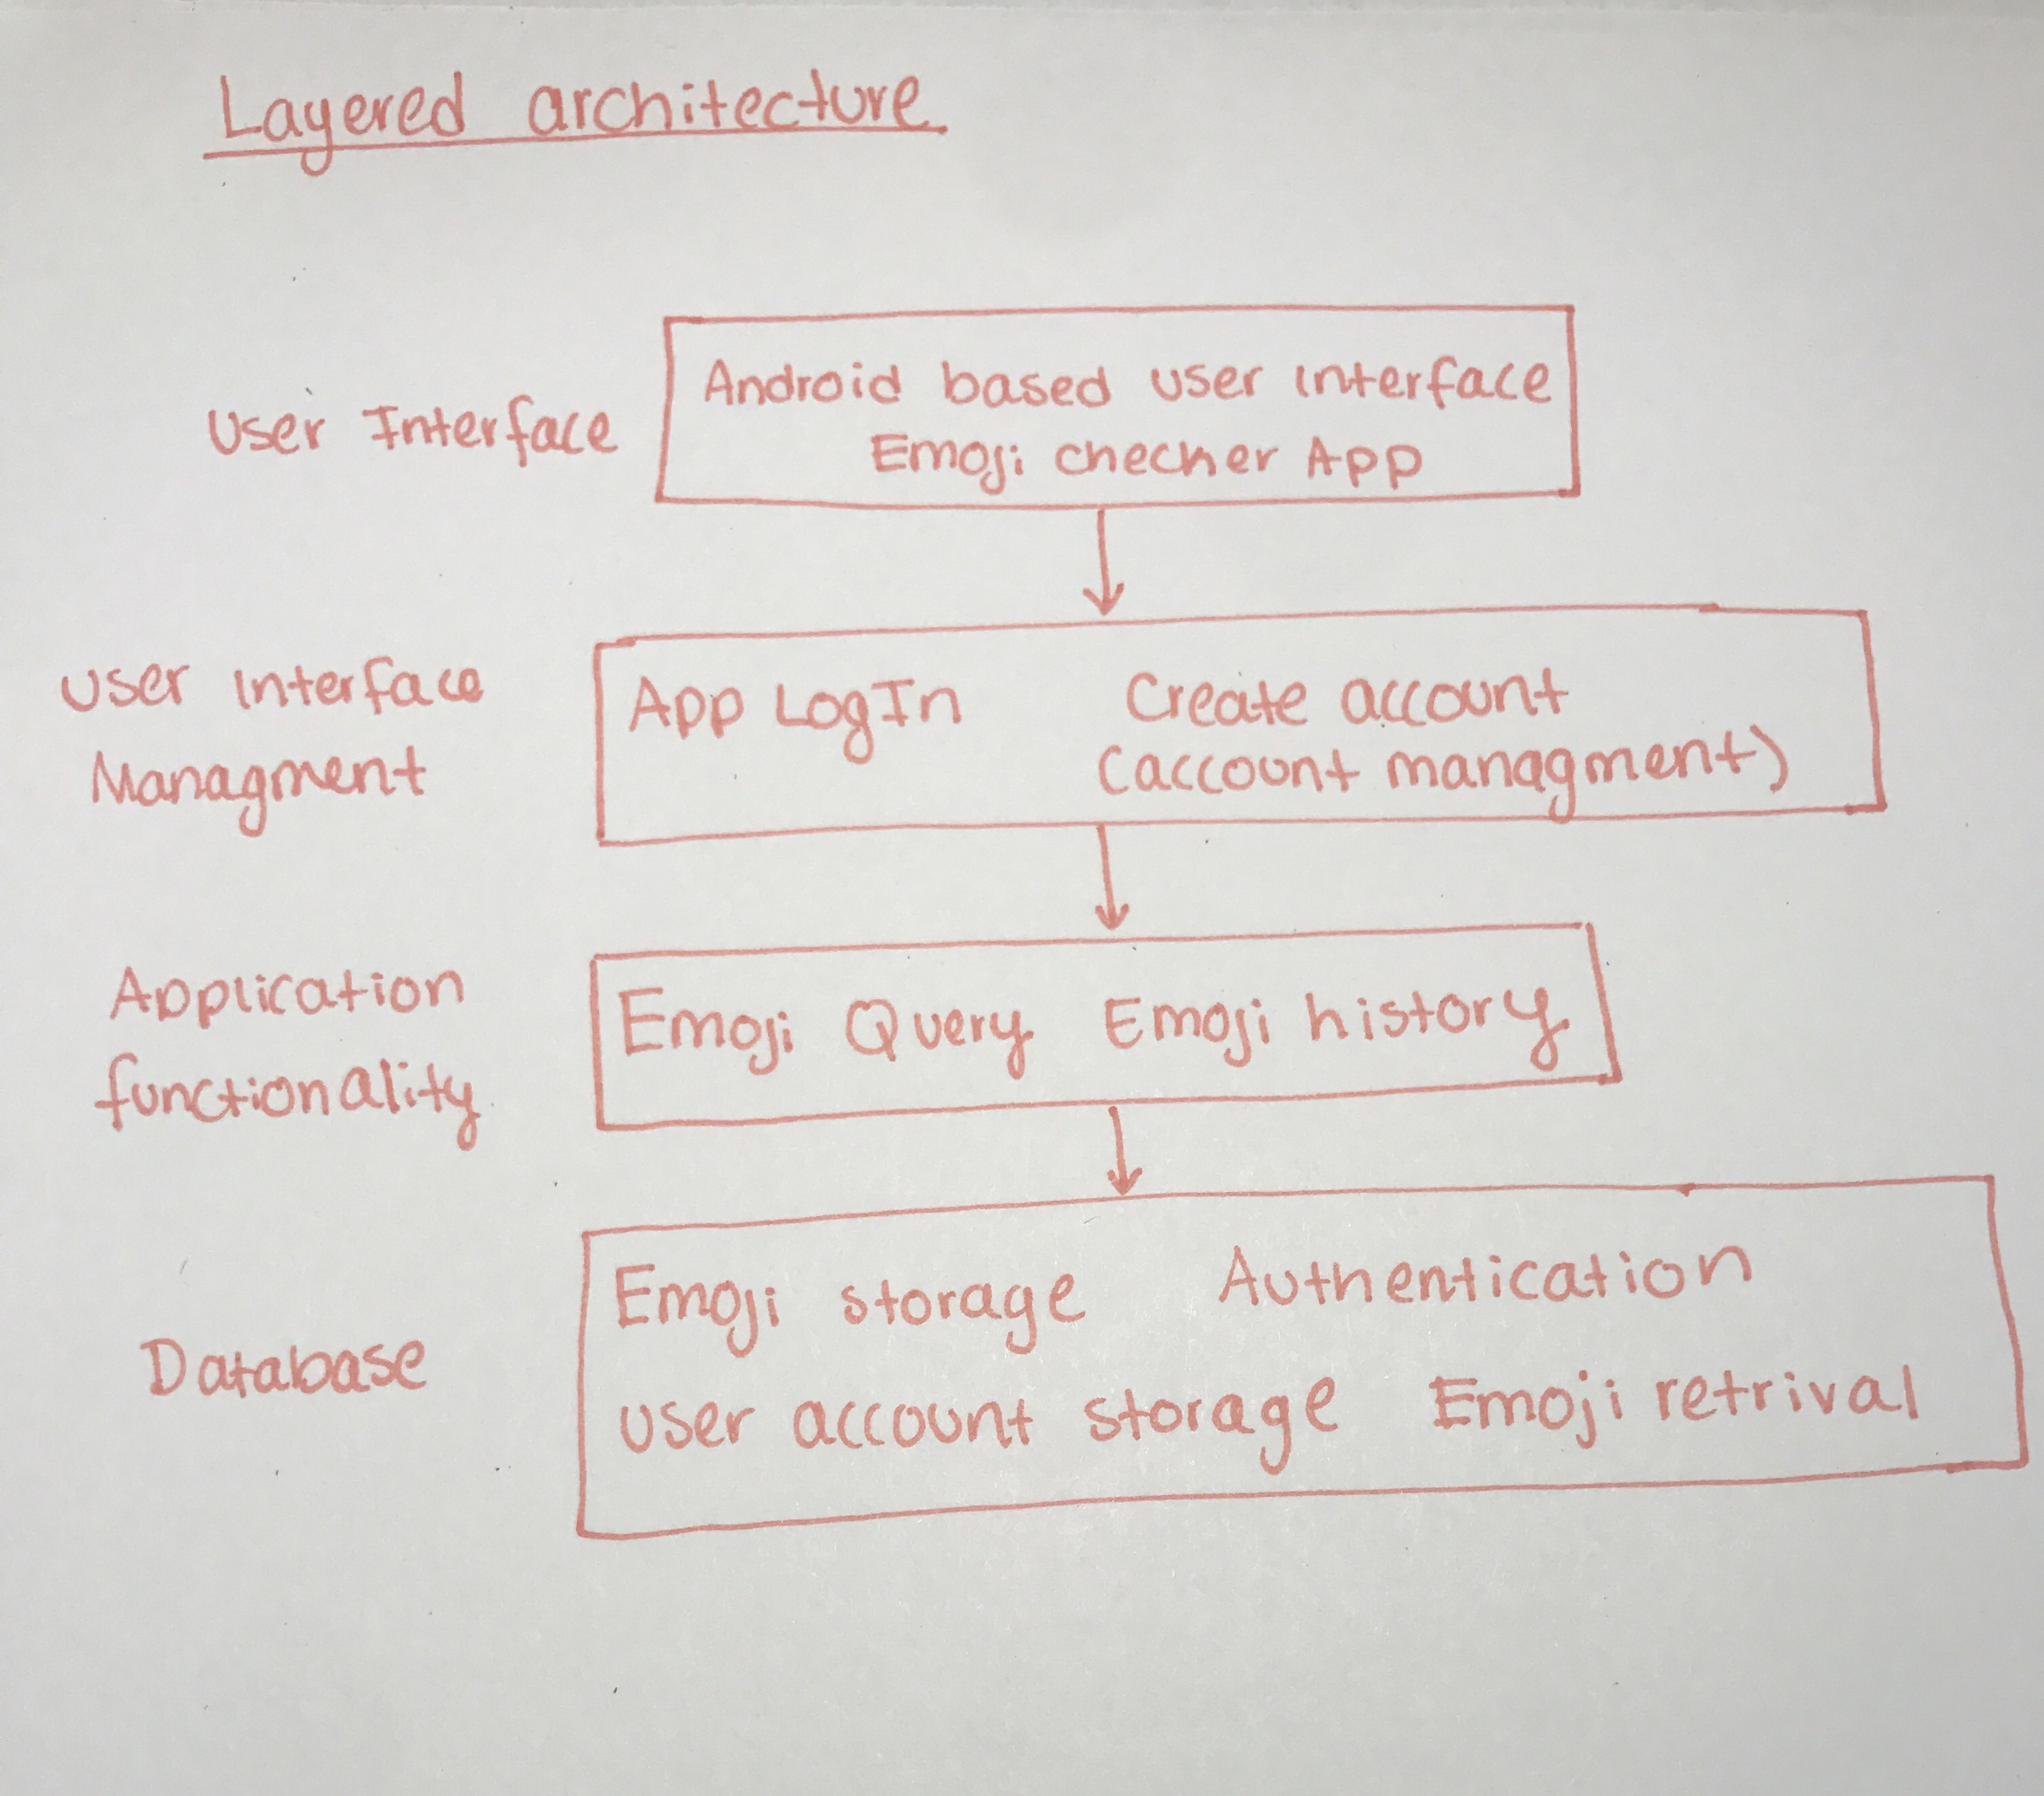 Layered architecture
User Interface
Android based user interface
Emoji checker App
User Interface
Managment
App LogIn Create account
(account managment)
Application
functionality
Emoji Query Emoji history
Database
Emoji storage Authentication
User account storage Emoji retrival